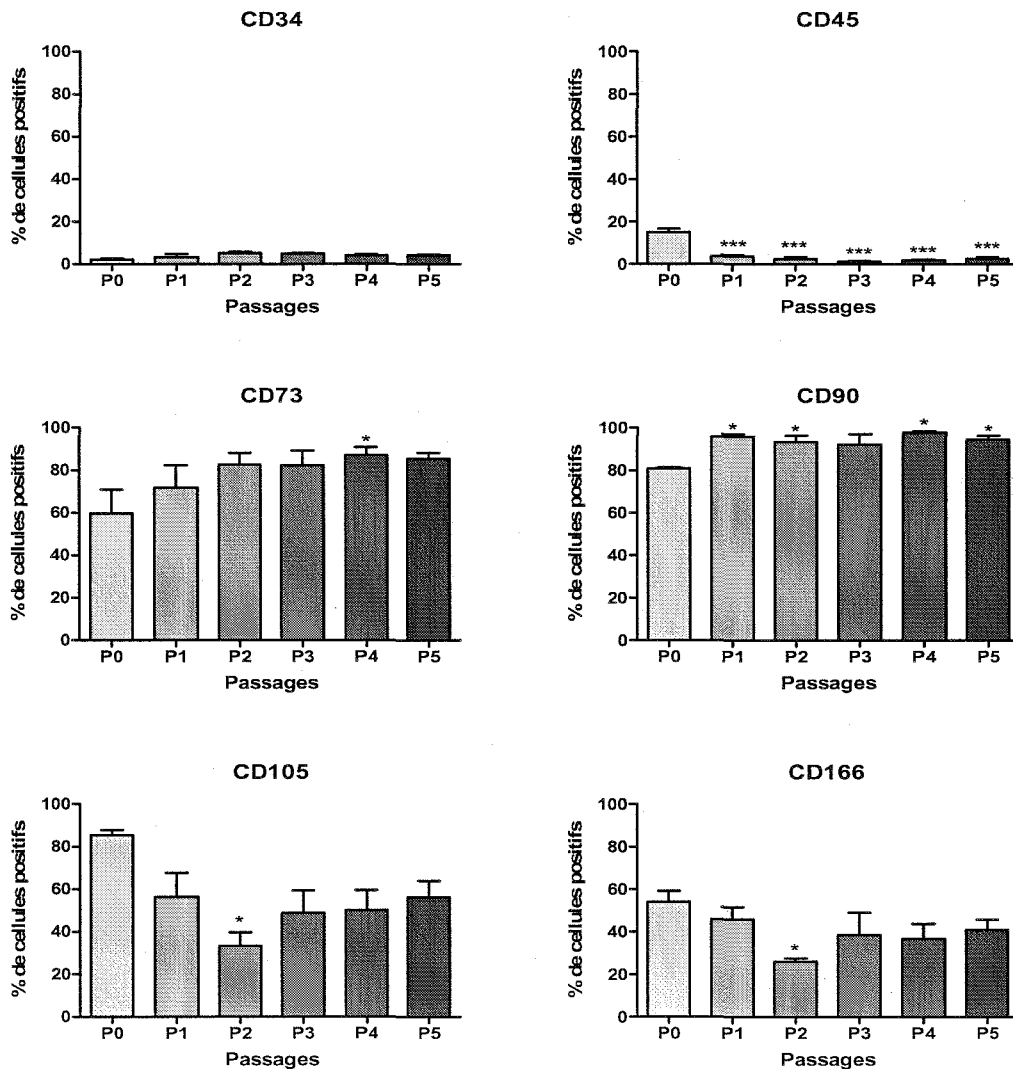 CD34
% de cellules positifs
100
80
60
40
20
0
P0 P1 P2 P3 P4 P5
Passages
CD45
% de cellules positifs
100
80
60
40
20
0
*** *** *** *** ***
P0 P1 P2 P3 P4 P5
Passages
CD73
% de cellules positifs
100
80
60
40
20
0
*
P0 P1 P2 P3 P4 P5
Passages
CD90
% de cellules positifs
100
80
60
40
20
0
* * * *
P0 P1 P2 P3 P4 P5
Passages
CD105
% de cellules positifs
100
80
60
40
20
0
*
P0 P1 P2 P3 P4 P5
Passages
CD166
% de cellules positifs
100
80
60
40
20
0
*
P0 P1 P2 P3 P4 P5
Passages